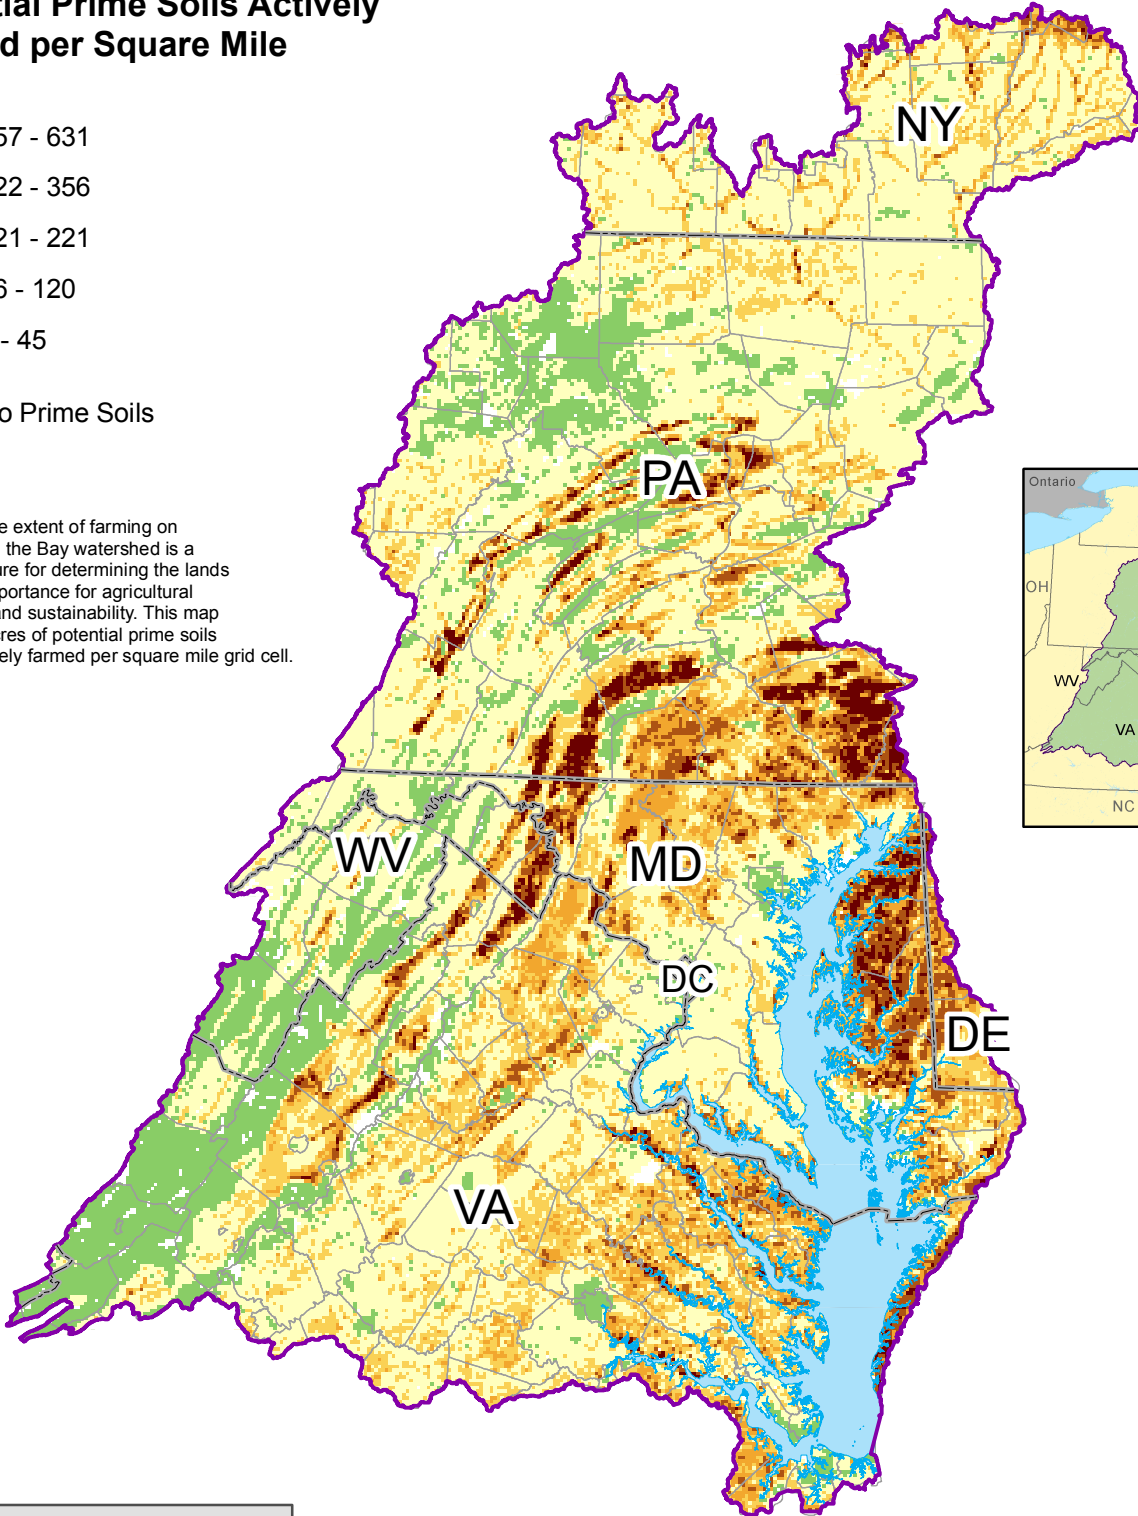 tial Prime Soils Actively
d per Square Mile
57 - 631
22 - 356
21 - 221
6 - 120
- 45
o Prime Soils
e extent of farming on
the Bay watershed is a
ure for determining the lands
portance for agricultural
and sustainability. This map
cres of potential prime soils
ely farmed per square mile grid cell.
NY
PA
WV
MD
DC
DE
VA
Ontario
OH
WV
VA
NC